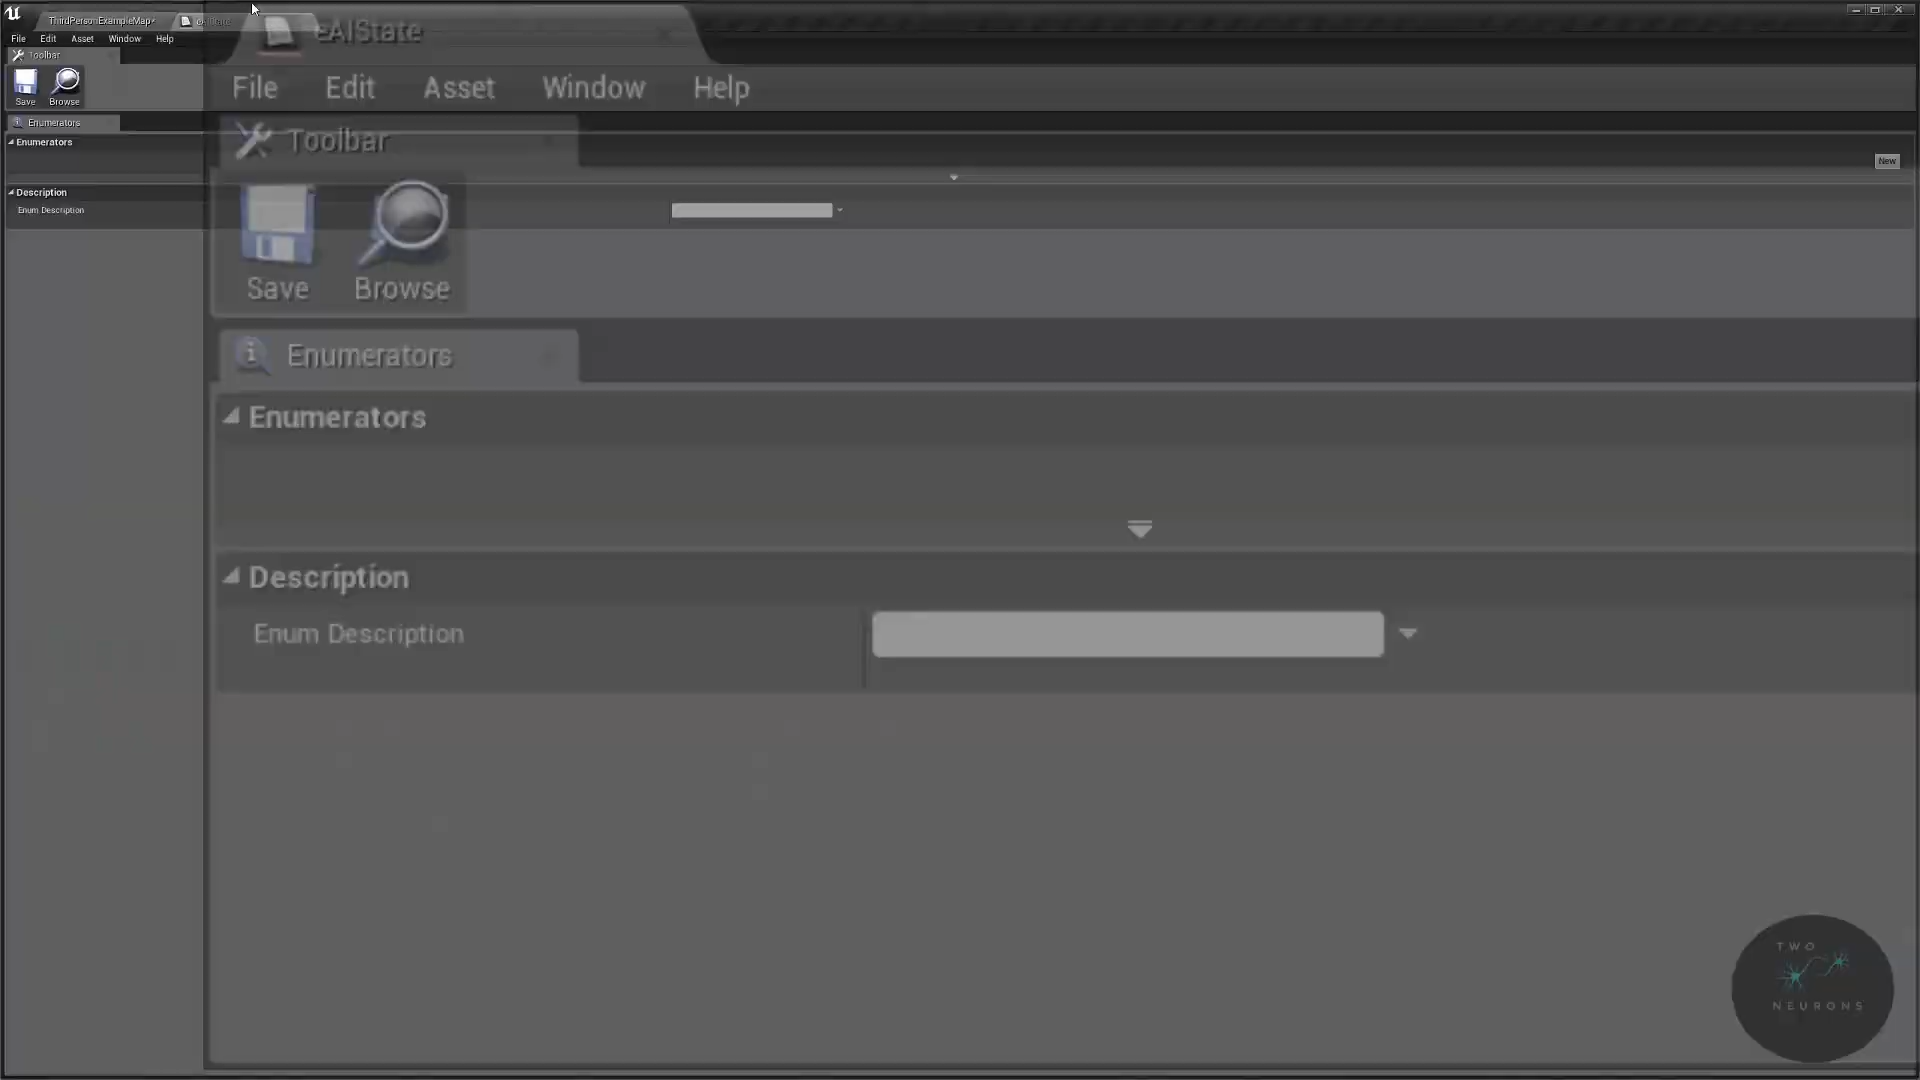 ThirdPersonExampleMap*
eAIState
File Edit Asset Window Help
Toolbar
Save Browse
Enumerators
Enumerators
New
Description
Enum Description
eAIState
File Edit Asset Window Help
Toolbar
Save Browse
Enumerators
Enumerators
Description
Enum Description
TWO
NEURONS